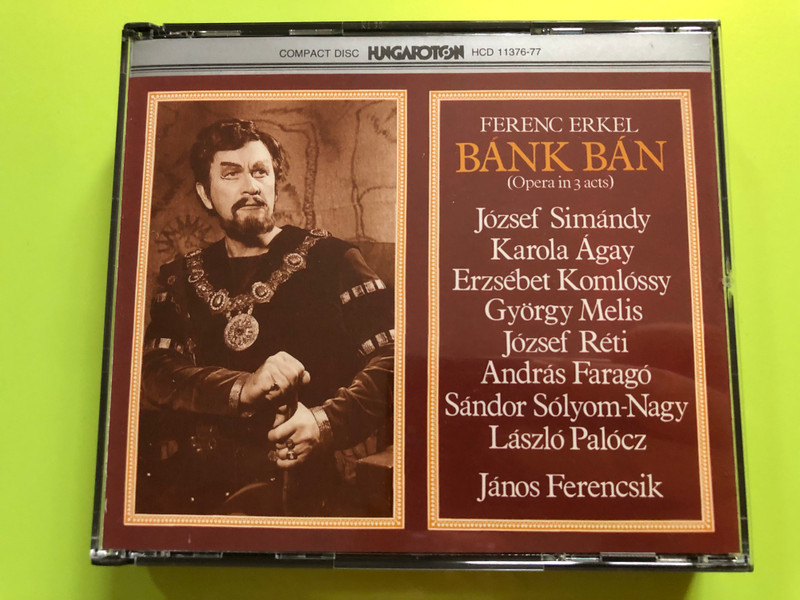 COMPACT DISC HUNGAROTON HCD 11376-77
FERENC ERKEL
BÁNK BÁN
(Opera in 3 acts)
József Simándy
Karola Ágay
Erzsébet Komlóssy
György Melis
József Réti
András Faragó
Sándor Sólyom-Nagy
László Palócz
János Ferencsik